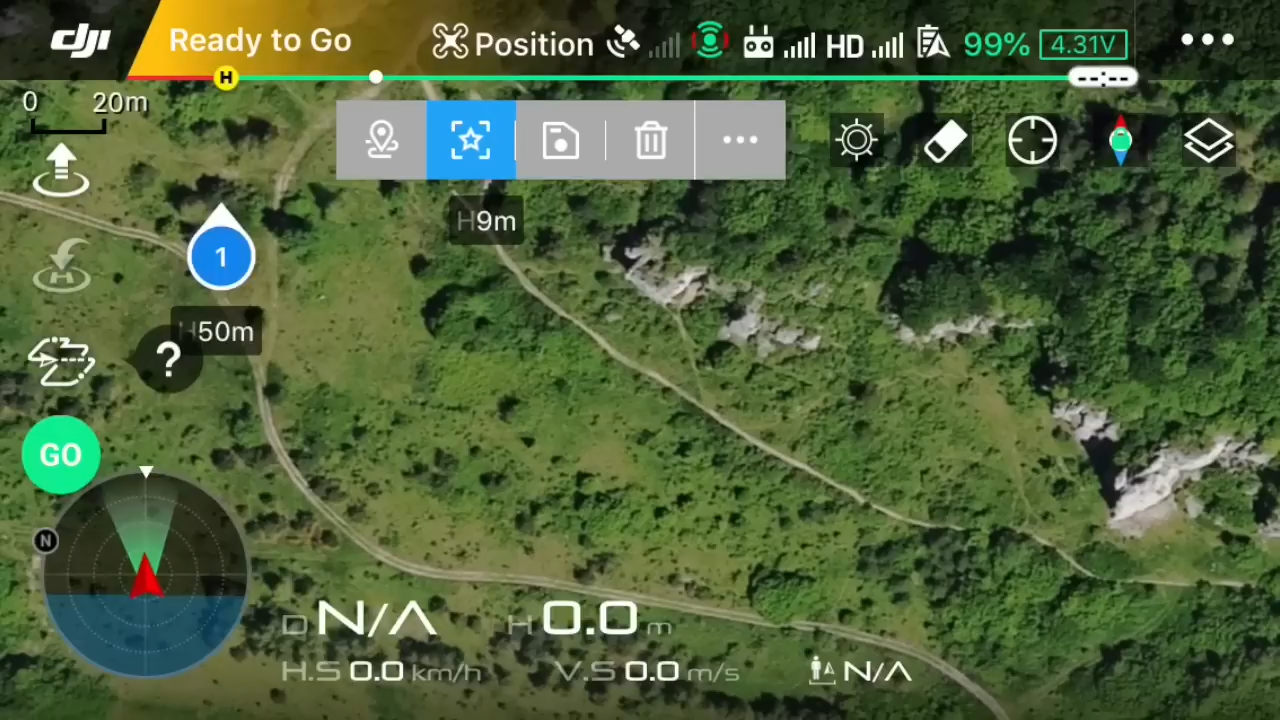 dji Ready to Go Position HD 99% 4.31V
H
0 20m
H9m
1
H50m
?
GO
N
D N/A H 0.0 m
H.S 0.0 km/h V.S 0.0 m/s N/A